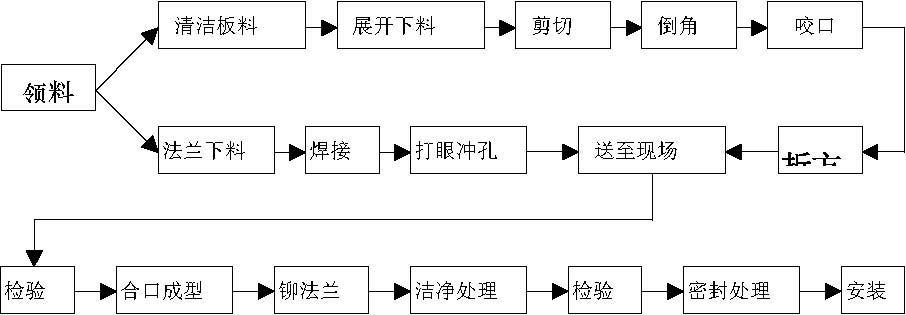 清洁板料
展开下料
剪切
倒角
咬口
领料
法兰下料
焊接
打眼冲孔
送至现场
折方
检验
合口成型
铆法兰
洁净处理
检验
密封处理
安装